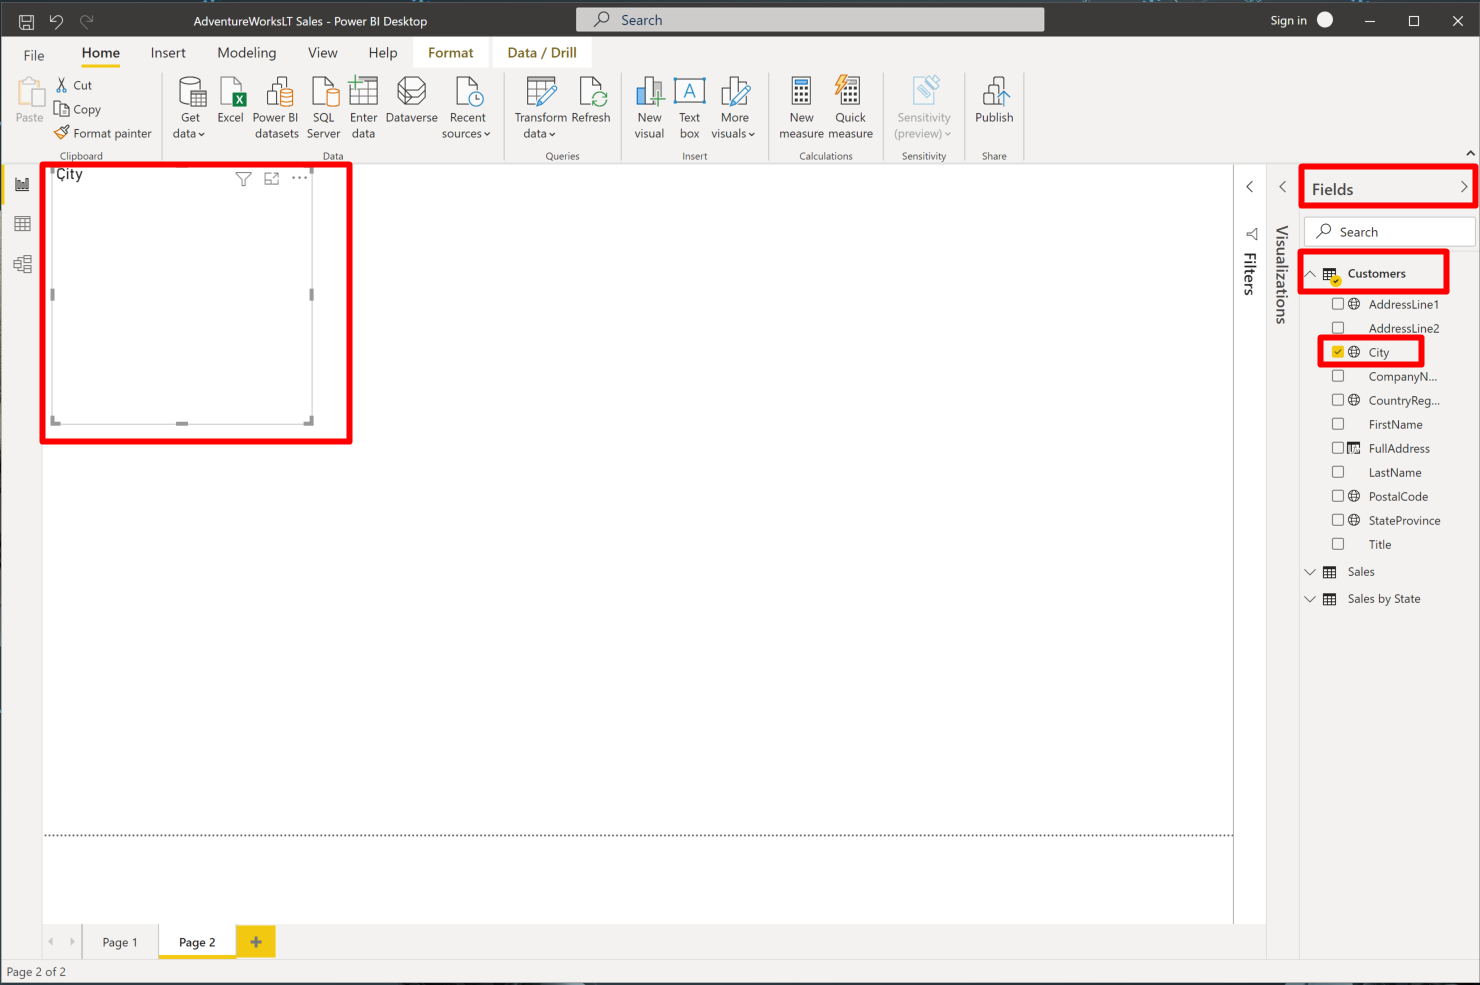 AdventureWorksLT Sales - Power BI Desktop
Search
Sign in
File
Home
Insert
Modeling
View
Help
Format
Data / Drill
Paste
Cut
Copy
Format painter
Clipboard
Get
data
Excel
Power BI
datasets
SQL
Server
Enter
data
Dataverse
Recent
sources
Data
Transform
data
Refresh
Queries
New
visual
A
Text
box
More
visuals
Insert
New
measure
Quick
measure
Calculations
Sensitivity
(preview)
Sensitivity
Publish
Share
City
Filters
Visualizations
Fields
Search
Customers
AddressLine1
AddressLine2
City
CompanyN...
CountryReg...
FirstName
FullAddress
LastName
PostalCode
StateProvince
Title
Sales
Sales by State
Page 1
Page 2
Page 2 of 2